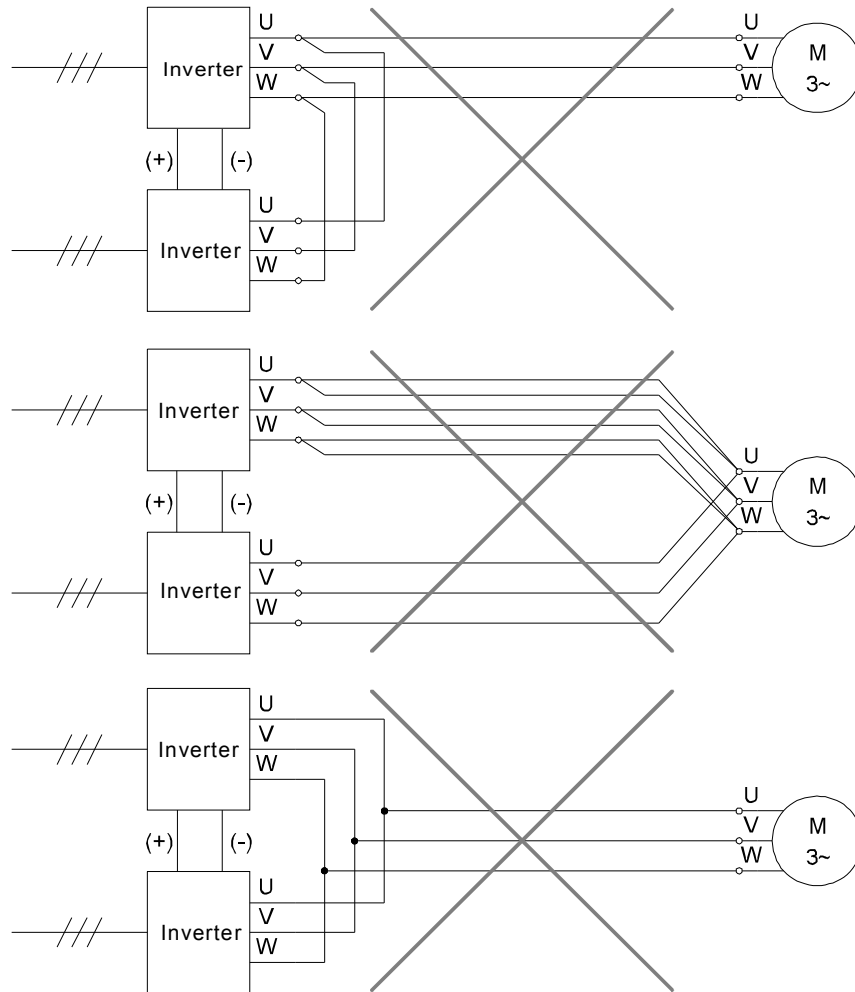 U
V
W
Inverter
U
V
W
M
3~
(+) (-)
U
V
W
Inverter
U
V
W
Inverter
(+) (-)
U
V
W
M
3~
U
V
W
Inverter
U
V
W
Inverter
(+) (-)
U
V
W
M
3~
U
V
W
Inverter